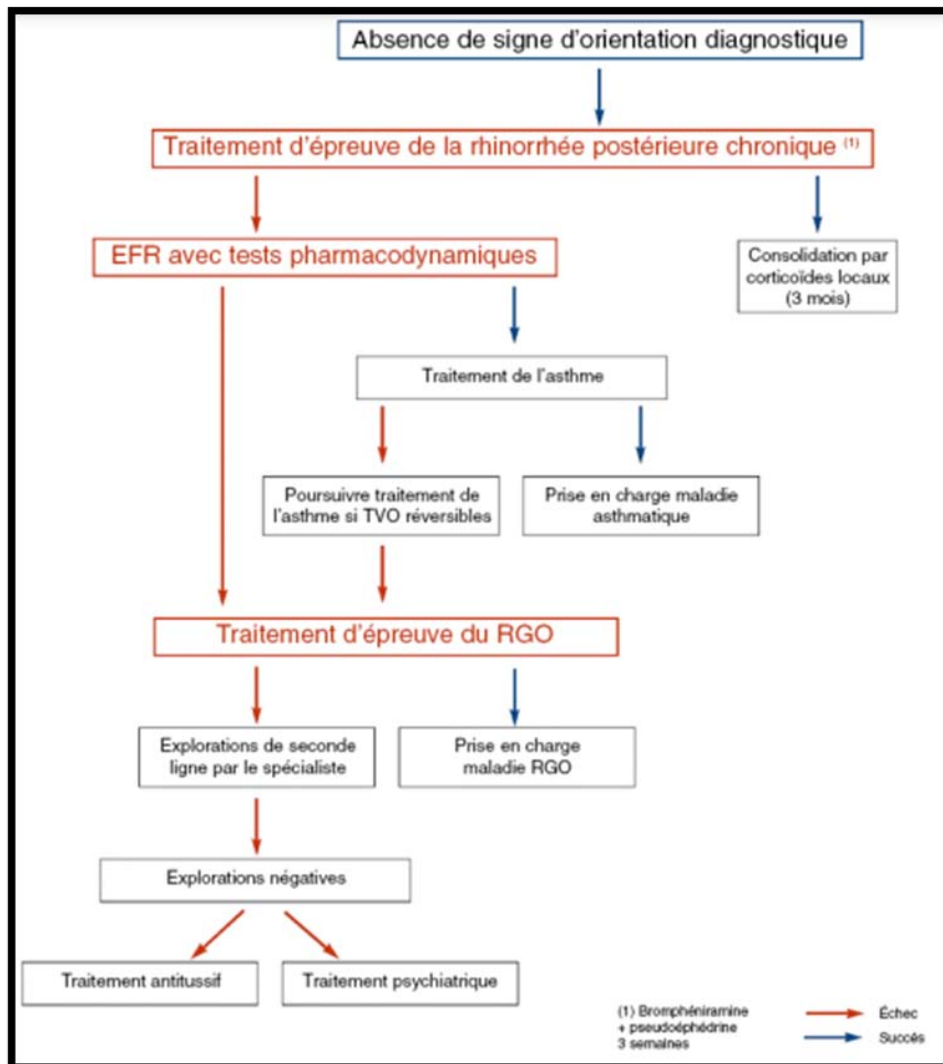 Absence de signe d'orientation diagnostique
Traitement d'épreuve de la rhinorrhée postérieure chronique (1)
EFR avec tests pharmacodynamiques
Consolidation par
corticoïdes locaux
(3 mois)
Traitement de l'asthme
Poursuivre traitement de
l'asthme si TVO réversibles
Prise en charge maladie
asthmatique
Traitement d'épreuve du RGO
Explorations de seconde
ligne par le spécialiste
Prise en charge
maladie RGO
Explorations négatives
Traitement antitussif
Traitement psychiatrique
(1) Bromphéniramine
+ pseudoéphédrine
3 semaines
Échec
Succès